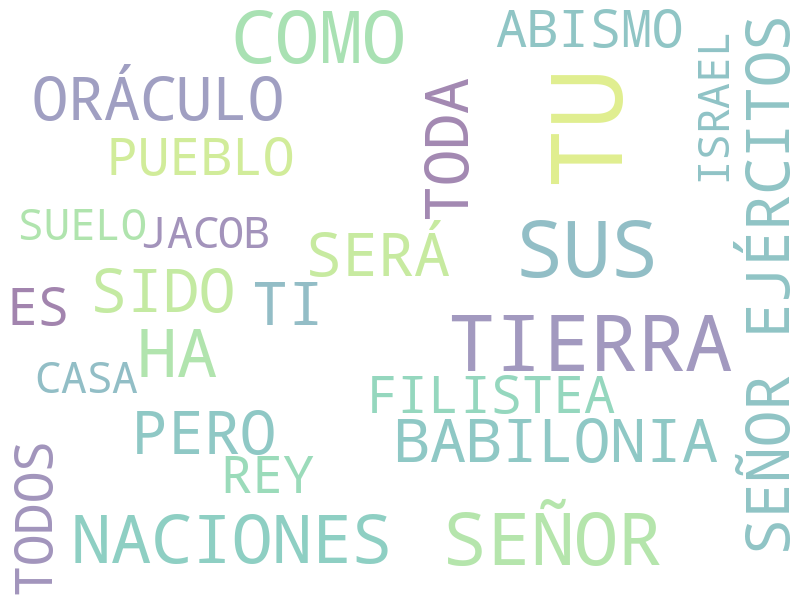 COMO
ABISMO
ORÁCULO
PUEBLO
TODA
TU
ISRAEL
SEÑOR EJÉRCITOS
SUELO
JACOB
SERÁ
SUS
ES
SIDO
TI
HA
TIERRA
CASA
FILISTEA
PERO
BABILONIA
REY
TODOS
NACIONES
SEÑOR